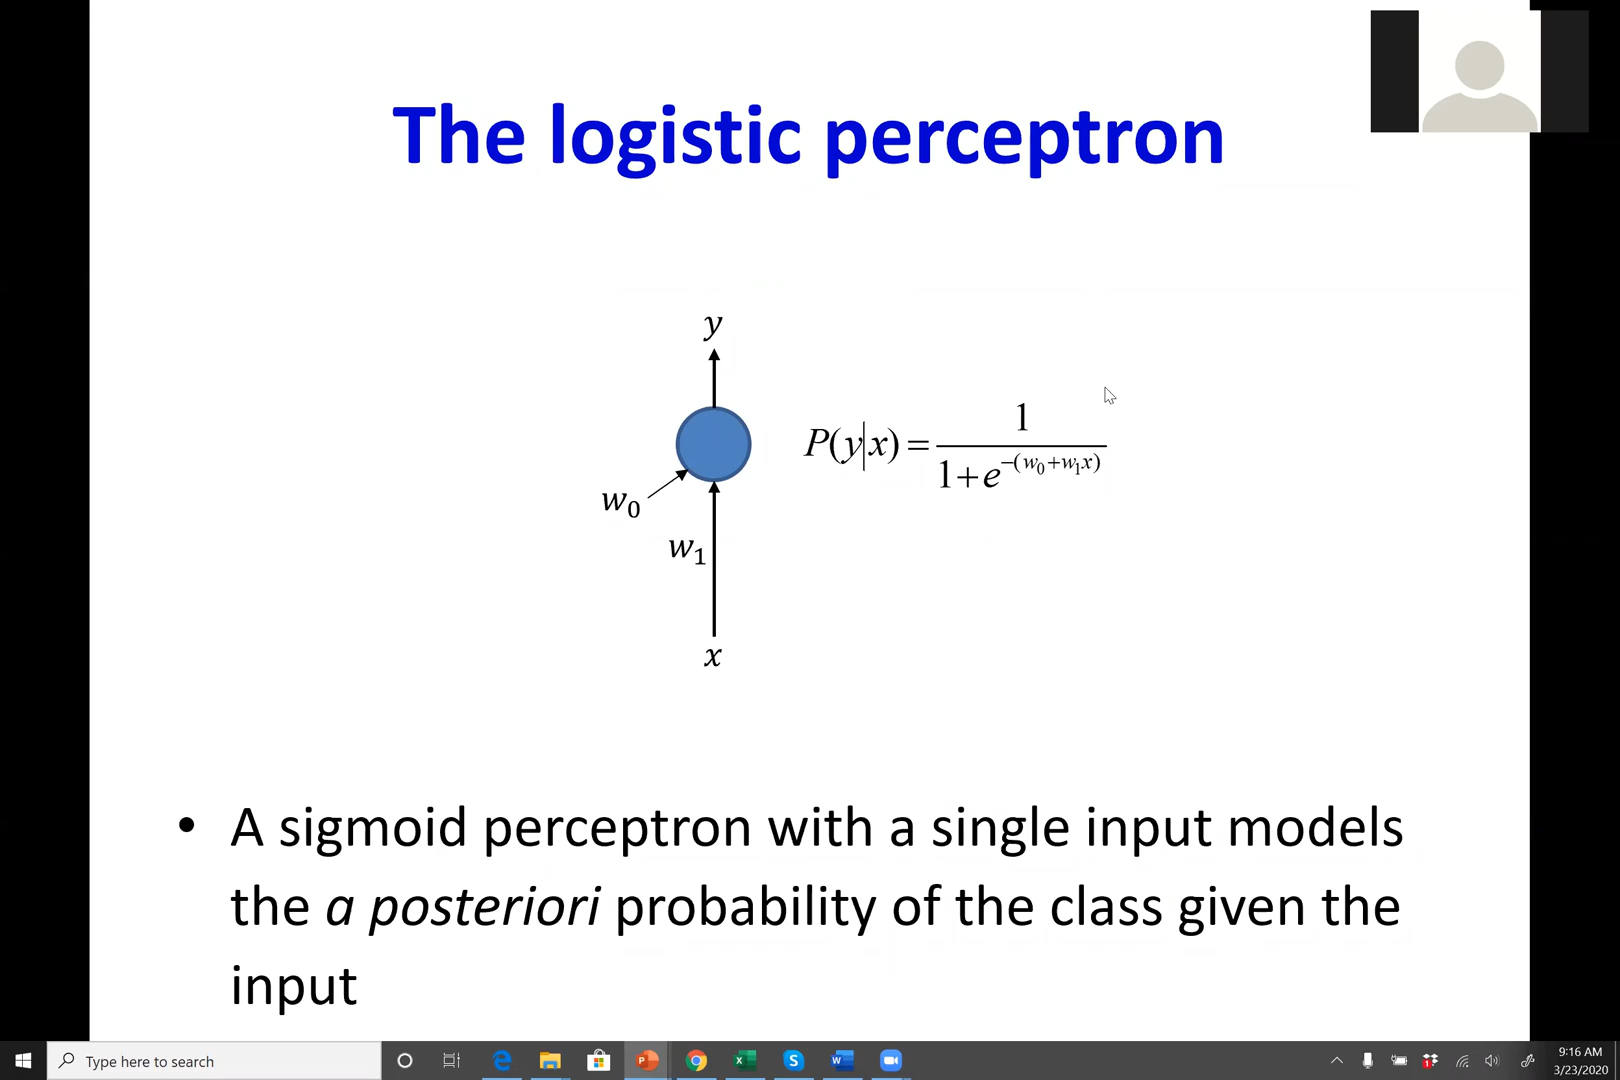 The logistic perceptron
y
P(y|x) = 1 / (1 + e^{-(w₀+w₁x)})
w₀
w₁
x
• A sigmoid perceptron with a single input models
the a posteriori probability of the class given the
input
Type here to search
9:16 AM
3/23/2020